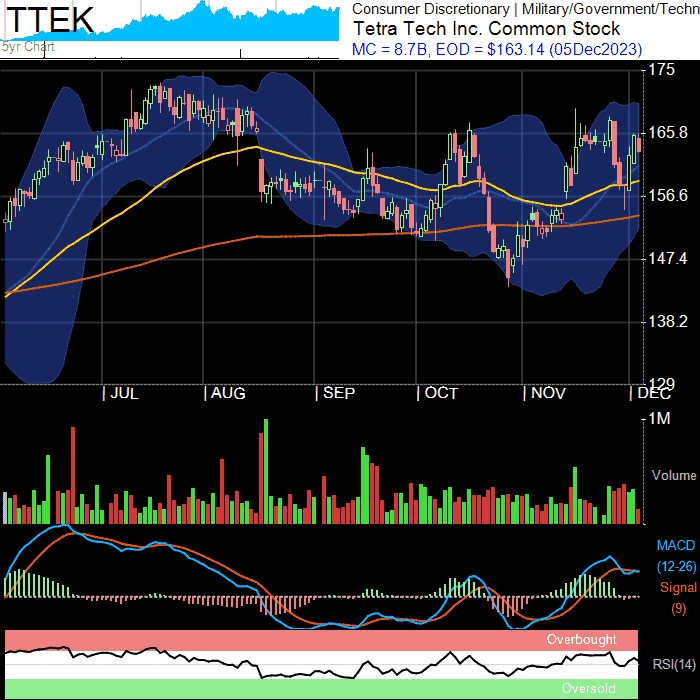 TTEK
5yr Chart
Consumer Discretionary | Military/Government/Techn
Tetra Tech Inc. Common Stock
MC = 8.7B, EOD = $163.14 (05Dec2023)
175
165.8
156.6
147.4
138.2
129
| JUL | AUG | SEP | OCT | NOV | DEC
1M
Volume
MACD
(12-26)
Signal
(9)
Overbought
RSI(14)
Oversold